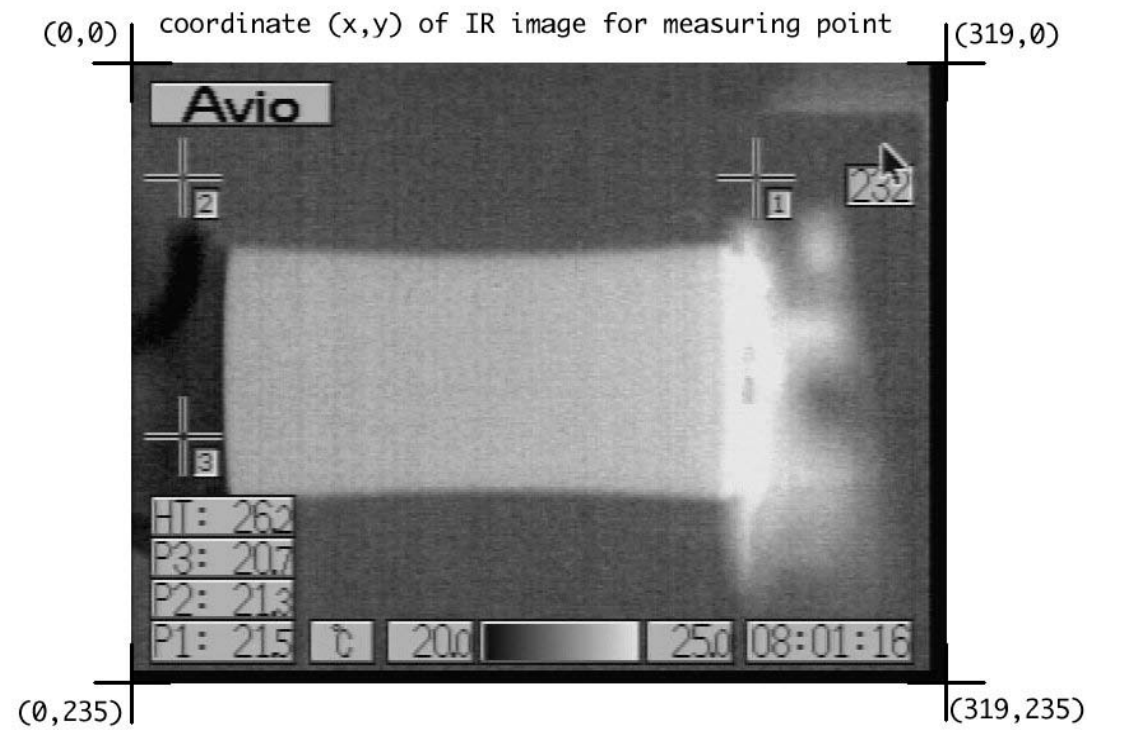 coordinate (x,y) of IR image for measuring point
(0,0)
(319,0)
Avio
232
2
1
3
HT: 26.2
P3: 20.7
P2: 21.3
P1: 21.5
℃
20.0
25.0
08:01:16
(0,235)
(319,235)